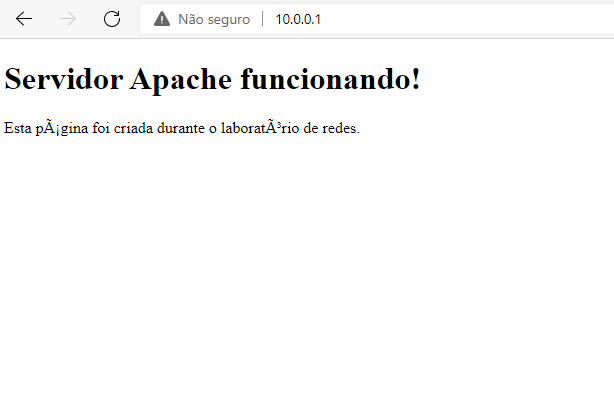 Não seguro | 10.0.0.1
Servidor Apache funcionando!
Esta pÃ¡gina foi criada durante o laboratÃ³rio de redes.